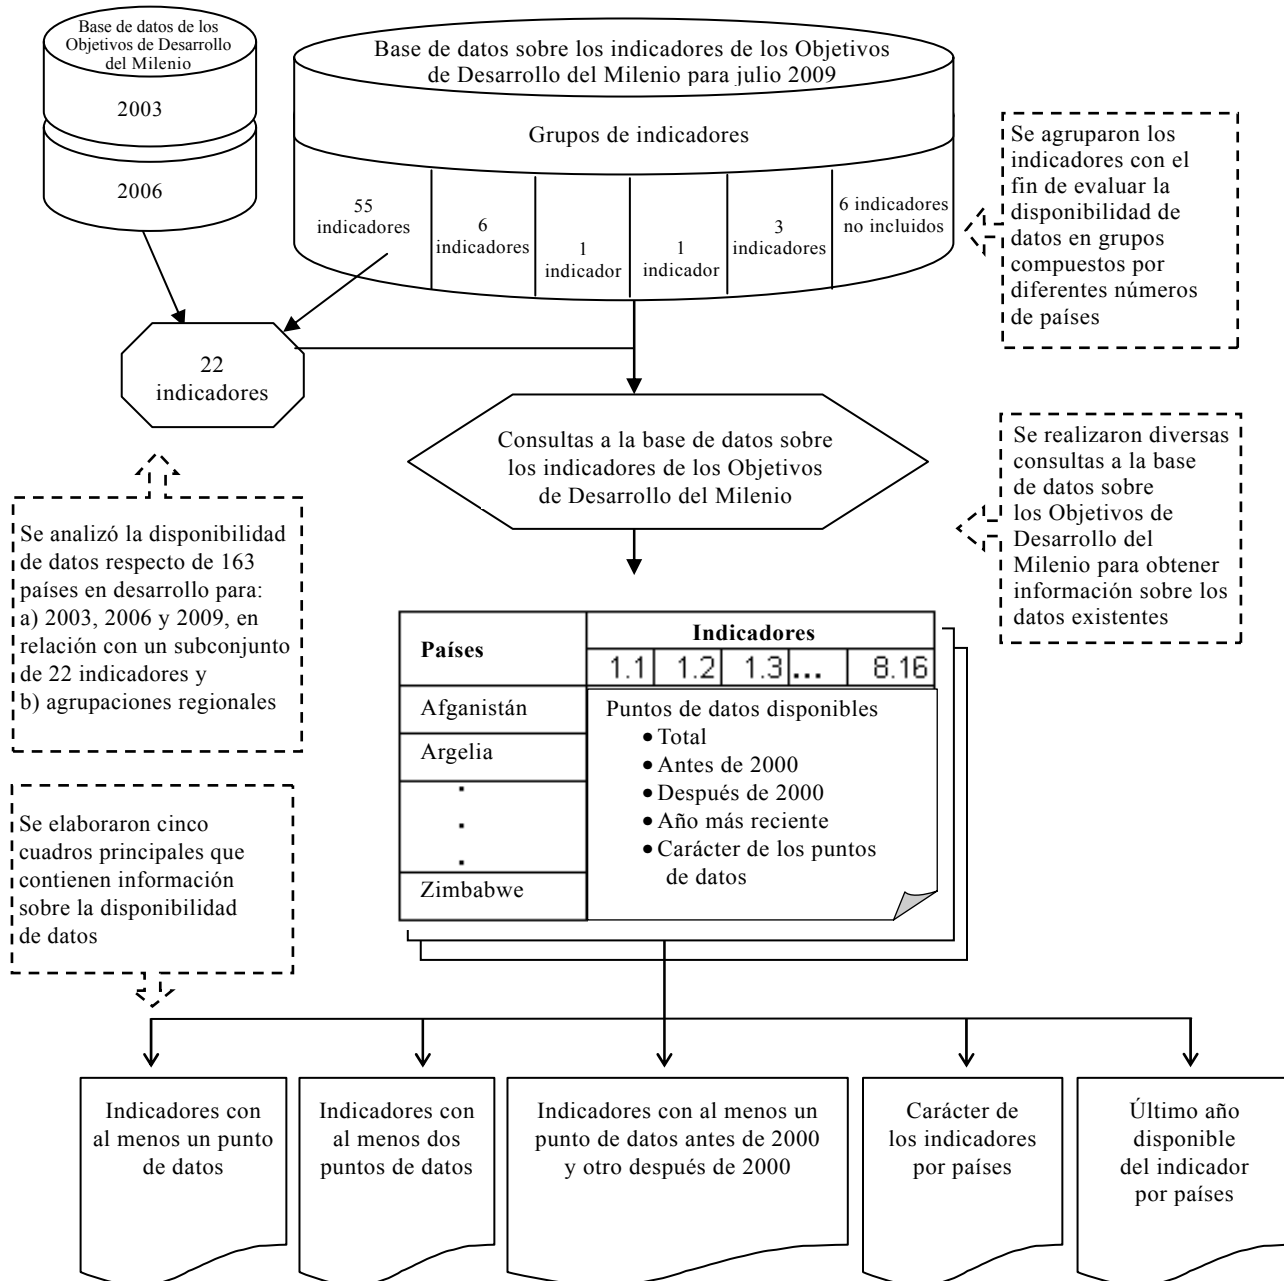 Base de datos de los
Objetivos de Desarrollo
del Milenio
2003
2006
Base de datos sobre los indicadores de los Objetivos
de Desarrollo del Milenio para julio 2009
Grupos de indicadores
55
indicadores
6
indicadores
1
indicador
1
indicador
3
indicadores
6 indicadores
no incluidos
Se agruparon los
indicadores con el
fin de evaluar la
disponibilidad de
datos en grupos
compuestos por
diferentes números
de países
22
indicadores
Consultas a la base de datos sobre
los indicadores de los Objetivos
de Desarrollo del Milenio
Se realizaron diversas
consultas a la base
de datos sobre
los Objetivos de
Desarrollo del
Milenio para obtener
información sobre los
datos existentes
Se analizó la disponibilidad
de datos respecto de 163
países en desarrollo para:
a) 2003, 2006 y 2009, en
relación con un subconjunto
de 22 indicadores y
b) agrupaciones regionales
Países
Indicadores
1.1 1.2 1.3 ... 8.16
Afganistán
Argelia
.
.
.
Zimbabwe
Puntos de datos disponibles
• Total
• Antes de 2000
• Después de 2000
• Año más reciente
• Carácter de los puntos
de datos
Se elaboraron cinco
cuadros principales que
contienen información
sobre la disponibilidad
de datos
Indicadores con
al menos un punto
de datos
Indicadores con
al menos dos
puntos de datos
Indicadores con al menos un
punto de datos antes de 2000
y otro después de 2000
Carácter de
los indicadores
por países
Último año
disponible
del indicador
por países